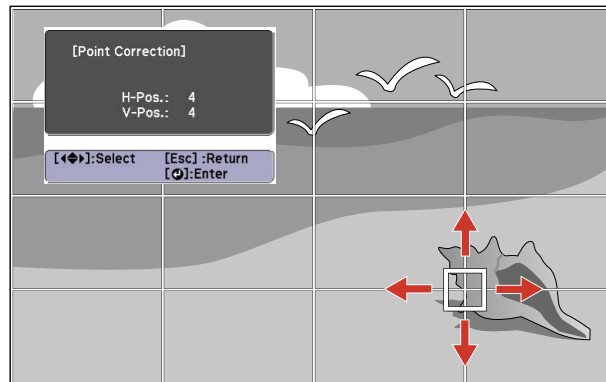 [Point Correction]
H-Pos.: 4
V-Pos.: 4
[◀◆▶]:Select [Esc] :Return
[⏎]:Enter